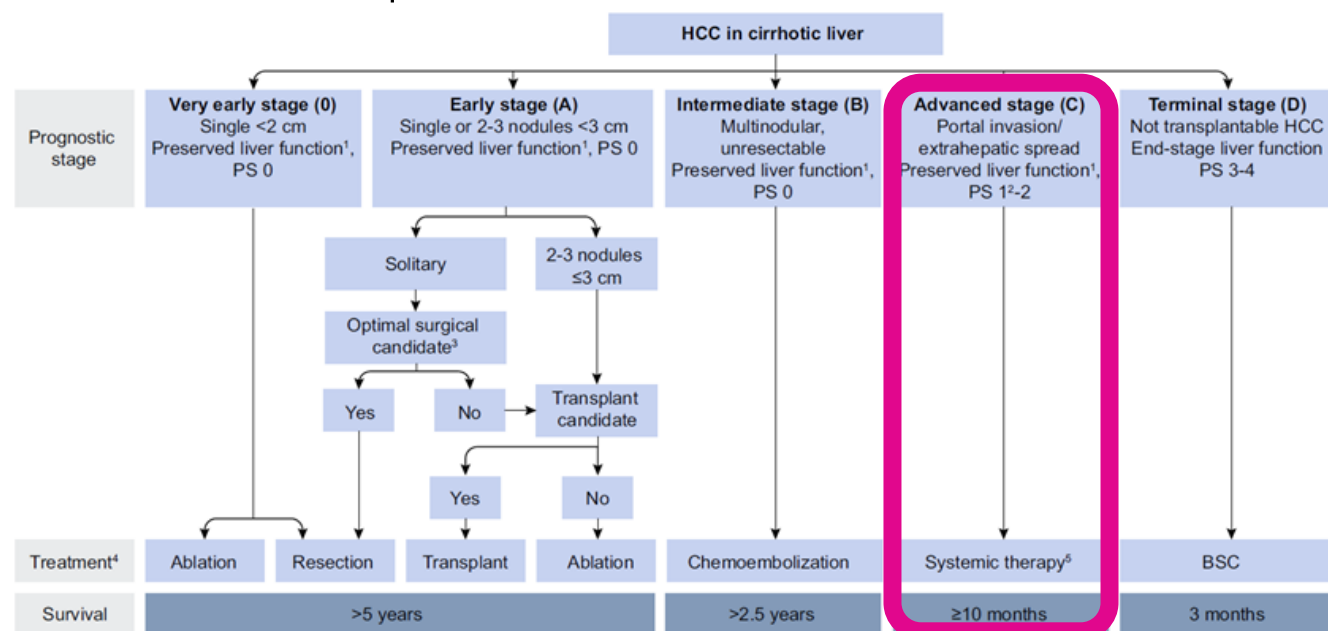 HCC in cirrhotic liver
Prognostic
stage
Very early stage (0)
Single <2 cm
Preserved liver function¹,
PS 0
Early stage (A)
Single or 2-3 nodules <3 cm
Preserved liver function¹, PS 0
Intermediate stage (B)
Multinodular,
unresectable
Preserved liver function¹,
PS 0
Advanced stage (C)
Portal invasion/
extrahepatic spread
Preserved liver function¹,
PS 1²-2
Terminal stage (D)
Not transplantable HCC
End-stage liver function
PS 3-4
Solitary
2-3 nodules
≤3 cm
Optimal surgical
candidate³
Yes
No
Transplant
candidate
Yes
No
Treatment⁴
Ablation
Resection
Transplant
Ablation
Chemoembolization
Systemic therapy⁵
BSC
Survival
>5 years
>2.5 years
≥10 months
3 months